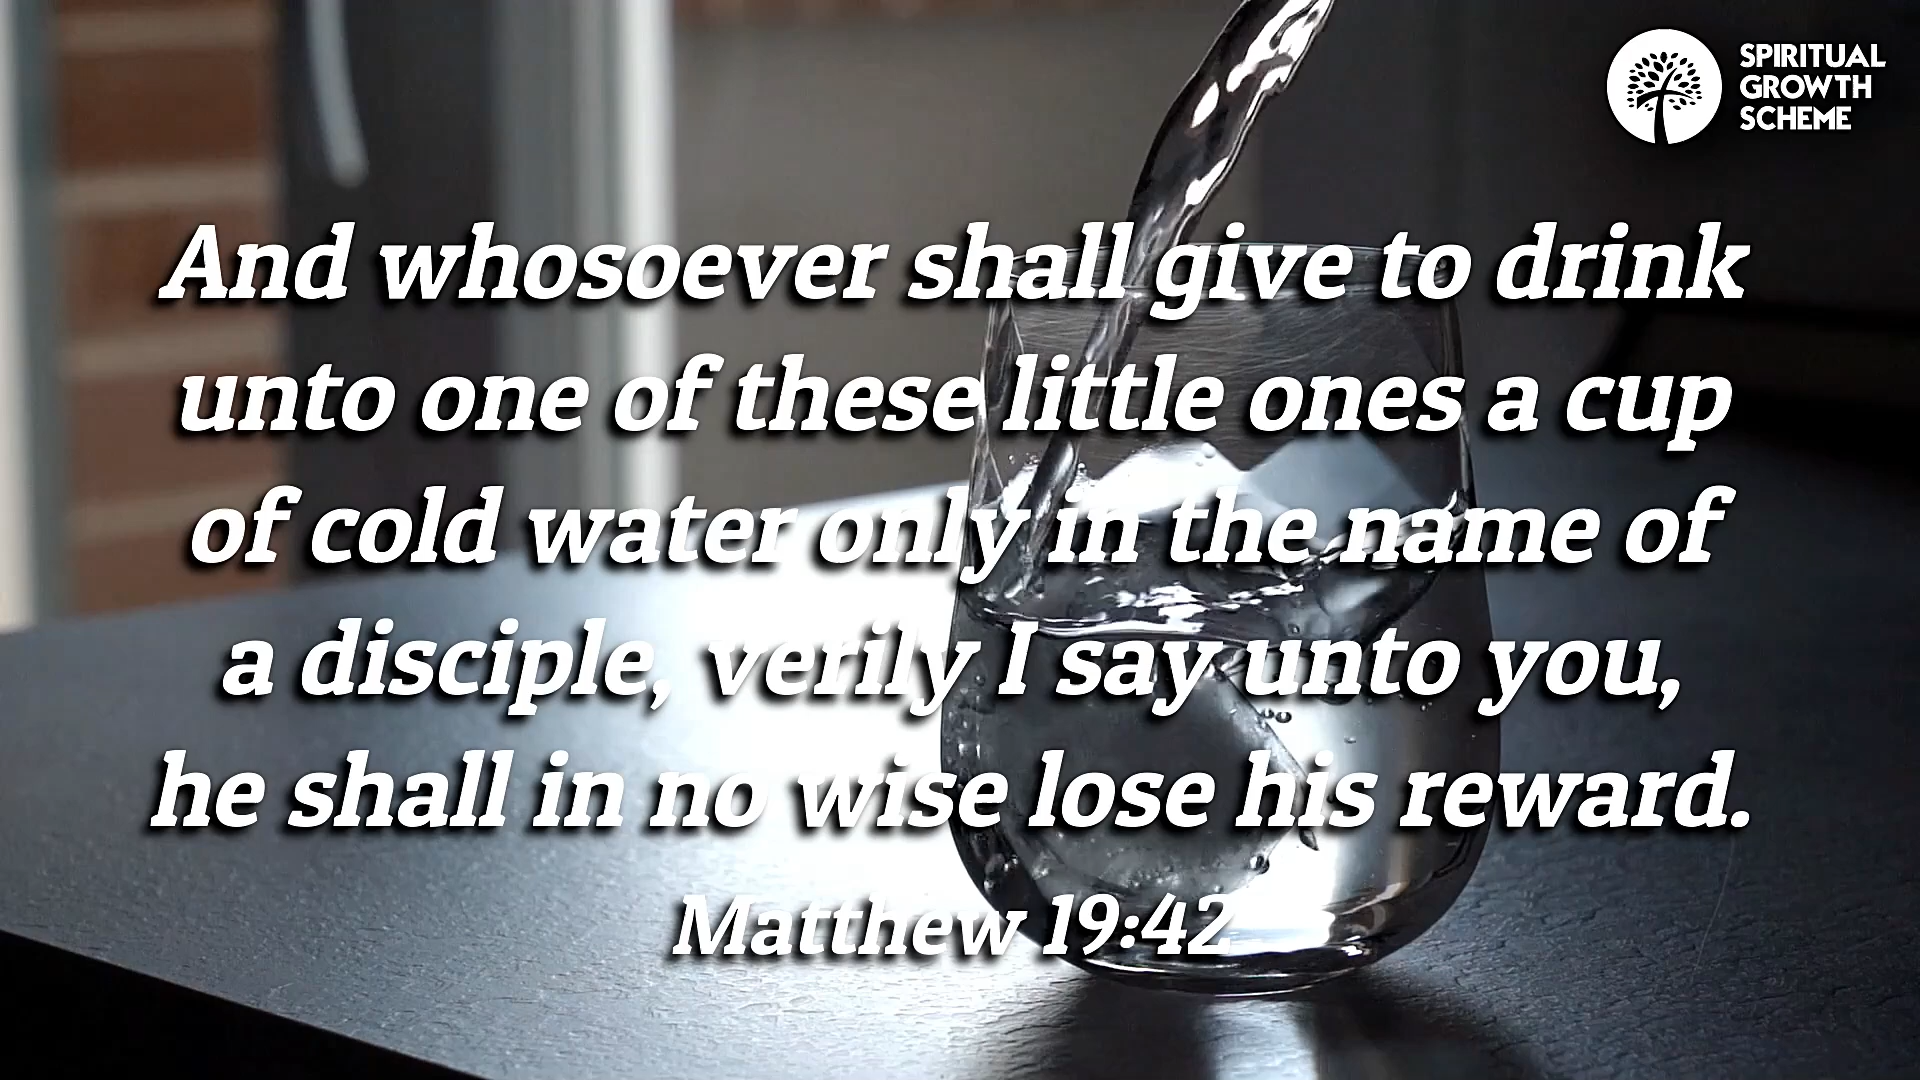 SPIRITUAL
GROWTH
SCHEME
And whosoever shall give to drink
unto one of these little ones a cup
of cold water only in the name of
a disciple, verily I say unto you,
he shall in no wise lose his reward.
Matthew 19:42